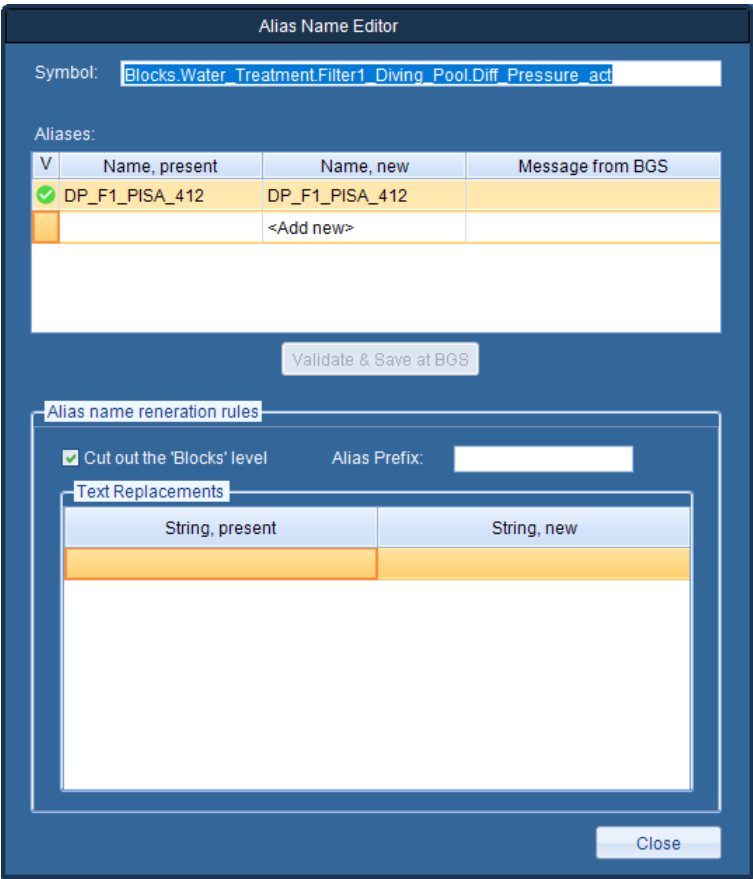 Alias Name Editor
Symbol: Blocks.Water_Treatment.Filter1_Diving_Pool.Diff_Pressure_act
Aliases:
V Name, present Name, new Message from BGS
DP_F1_PISA_412 DP_F1_PISA_412
<Add new>
Validate & Save at BGS
Alias name reneration rules
Cut out the 'Blocks' level Alias Prefix:
Text Replacements
String, present String, new
Close